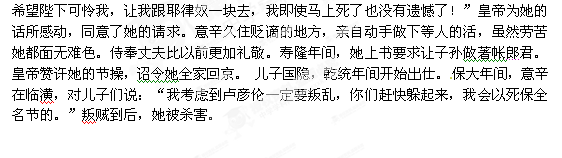 希望陛下可怜我，让我跟耶律奴一块去，我即使马上死了也没有遗憾了！”皇帝为她的
话所感动，同意了她的请求。意辛久住贬谪的地方，亲自动手做下等人的活，虽然劳苦
她都面无难色。侍奉丈夫比以前更加礼敬。寿隆年间，她上书要求让子孙做著帐郎君。
皇帝赞许她的节操，诏令她全家回京。 儿子国隐，乾统年间开始出仕。保大年间，意辛
在临潢，对儿子们说：“我考虑到卢彦伦一定要叛乱，你们赶快躲起来，我会以死保全
名节的。”叛贼到后，她被杀害。